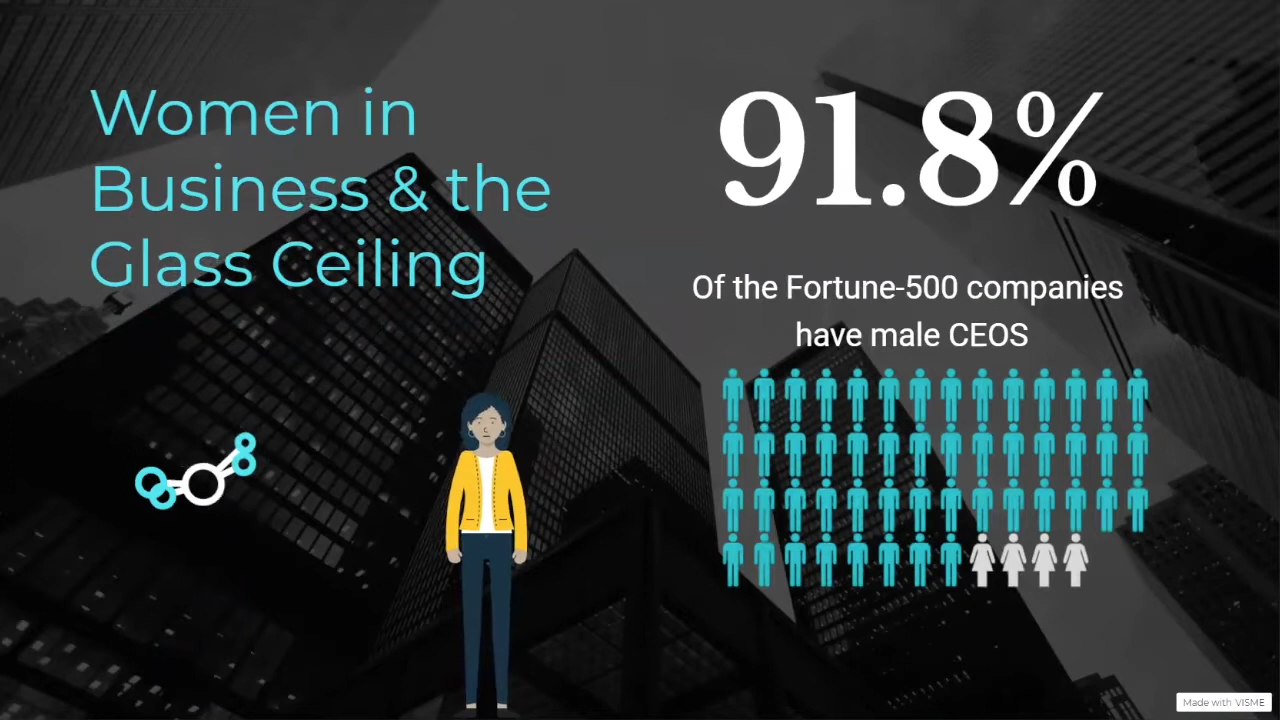 Women in
Business & the
Glass Ceiling
91.8%
Of the Fortune-500 companies
have male CEOS
Made with VISME